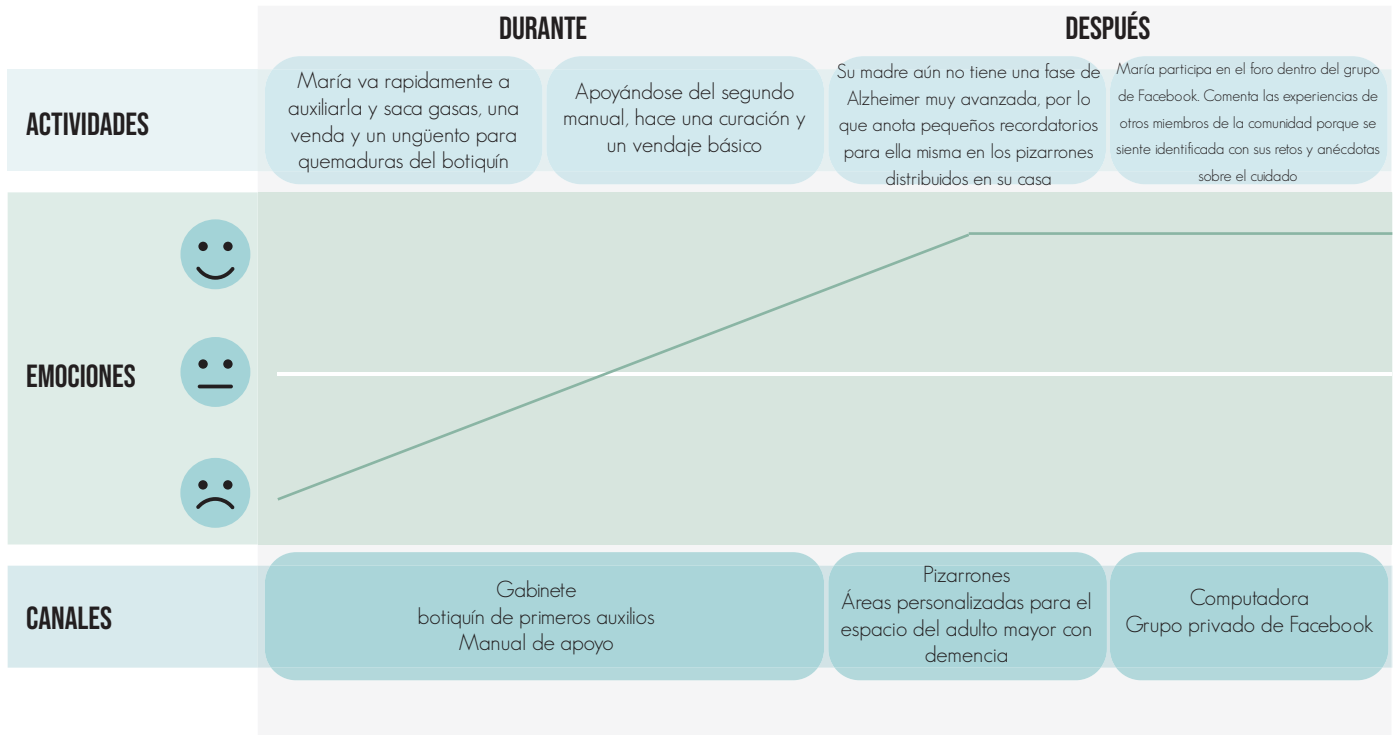 DURANTE
DESPUÉS
ACTIVIDADES
María va rapidamente a
auxiliarla y saca gasas, una
venda y un ungüento para
quemaduras del botiquín
Apoyándose del segundo
manual, hace una curación y
un vendaje básico
Su madre aún no tiene una fase de
Alzheimer muy avanzada, por lo
que anota pequeños recordatorios
para ella misma en los pizarrones
distribuidos en su casa
María participa en el foro dentro del grupo
de Facebook. Comenta las experiencias de
otros miembros de la comunidad porque se
siente identificada con sus retos y anécdotas
sobre el cuidado
EMOCIONES
CANALES
Gabinete
botiquín de primeros auxilios
Manual de apoyo
Pizarrones
Áreas personalizadas para el
espacio del adulto mayor con
demencia
Computadora
Grupo privado de Facebook